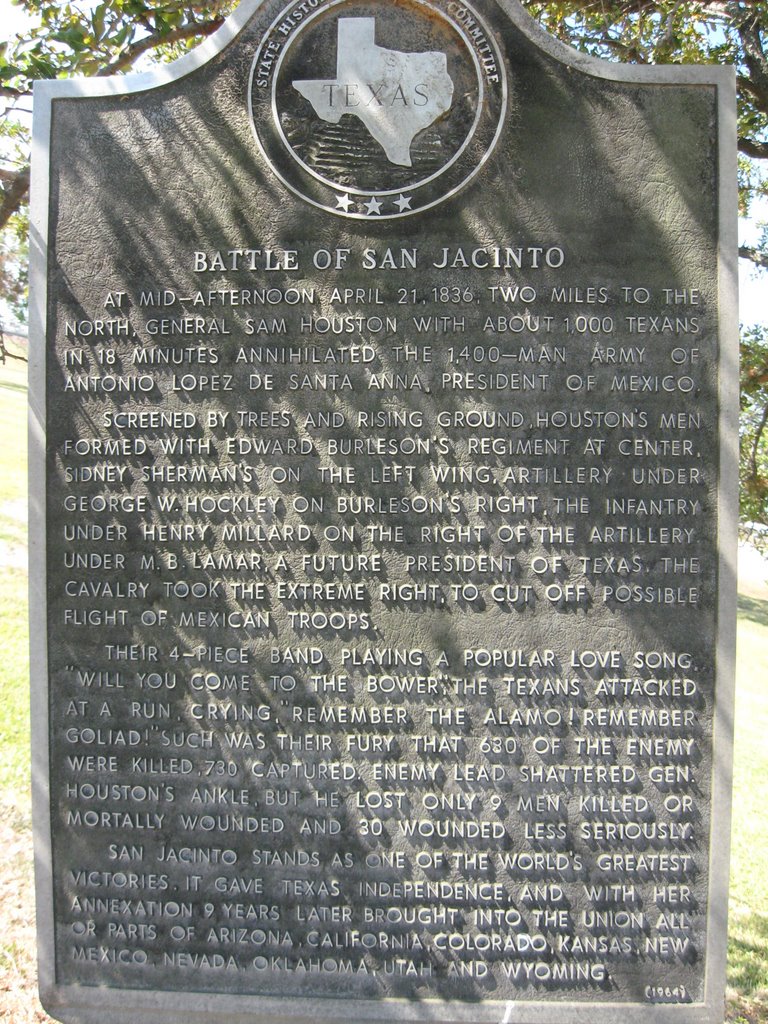 STATE HISTO
COMMITTEE
TEXAS
BATTLE OF SAN JACINTO
AT MID-AFTERNOON, APRIL 21, 1836, TWO MILES TO THE
NORTH, GENERAL SAM HOUSTON WITH ABOUT 1,000 TEXANS
IN 18 MINUTES ANNIHILATED THE 1,400-MAN ARMY OF
ANTONIO LOPEZ DE SANTA ANNA, PRESIDENT OF MEXICO.
SCREENED BY TREES AND RISING GROUND, HOUSTON'S MEN
FORMED WITH EDWARD BURLESON'S REGIMENT AT CENTER,
SIDNEY SHERMAN'S ON THE LEFT WING, ARTILLERY UNDER
GEORGE W. HOCKLEY ON BURLESON'S RIGHT, THE INFANTRY
UNDER HENRY MILLARD ON THE RIGHT OF THE ARTILLERY.
UNDER M. B. LAMAR, A FUTURE PRESIDENT OF TEXAS, THE
CAVALRY TOOK THE EXTREME RIGHT, TO CUT OFF POSSIBLE
FLIGHT OF MEXICAN TROOPS.
THEIR 4-PIECE BAND PLAYING A POPULAR LOVE SONG,
"WILL YOU COME TO THE BOWER", THE TEXANS ATTACKED
AT A RUN, CRYING, "REMEMBER THE ALAMO! REMEMBER
GOLIAD!" SUCH WAS THEIR FURY THAT 630 OF THE ENEMY
WERE KILLED, 730 CAPTURED. ENEMY LEAD SHATTERED GEN.
HOUSTON'S ANKLE, BUT HE LOST ONLY 9 MEN KILLED OR
MORTALLY WOUNDED AND 30 WOUNDED LESS SERIOUSLY.
SAN JACINTO STANDS AS ONE OF THE WORLD'S GREATEST
VICTORIES. IT GAVE TEXAS INDEPENDENCE, AND WITH HER
ANNEXATION 9 YEARS LATER BROUGHT INTO THE UNION ALL
OR PARTS OF ARIZONA, CALIFORNIA, COLORADO, KANSAS, NEW
MEXICO, NEVADA, OKLAHOMA, UTAH AND WYOMING.
(1964)